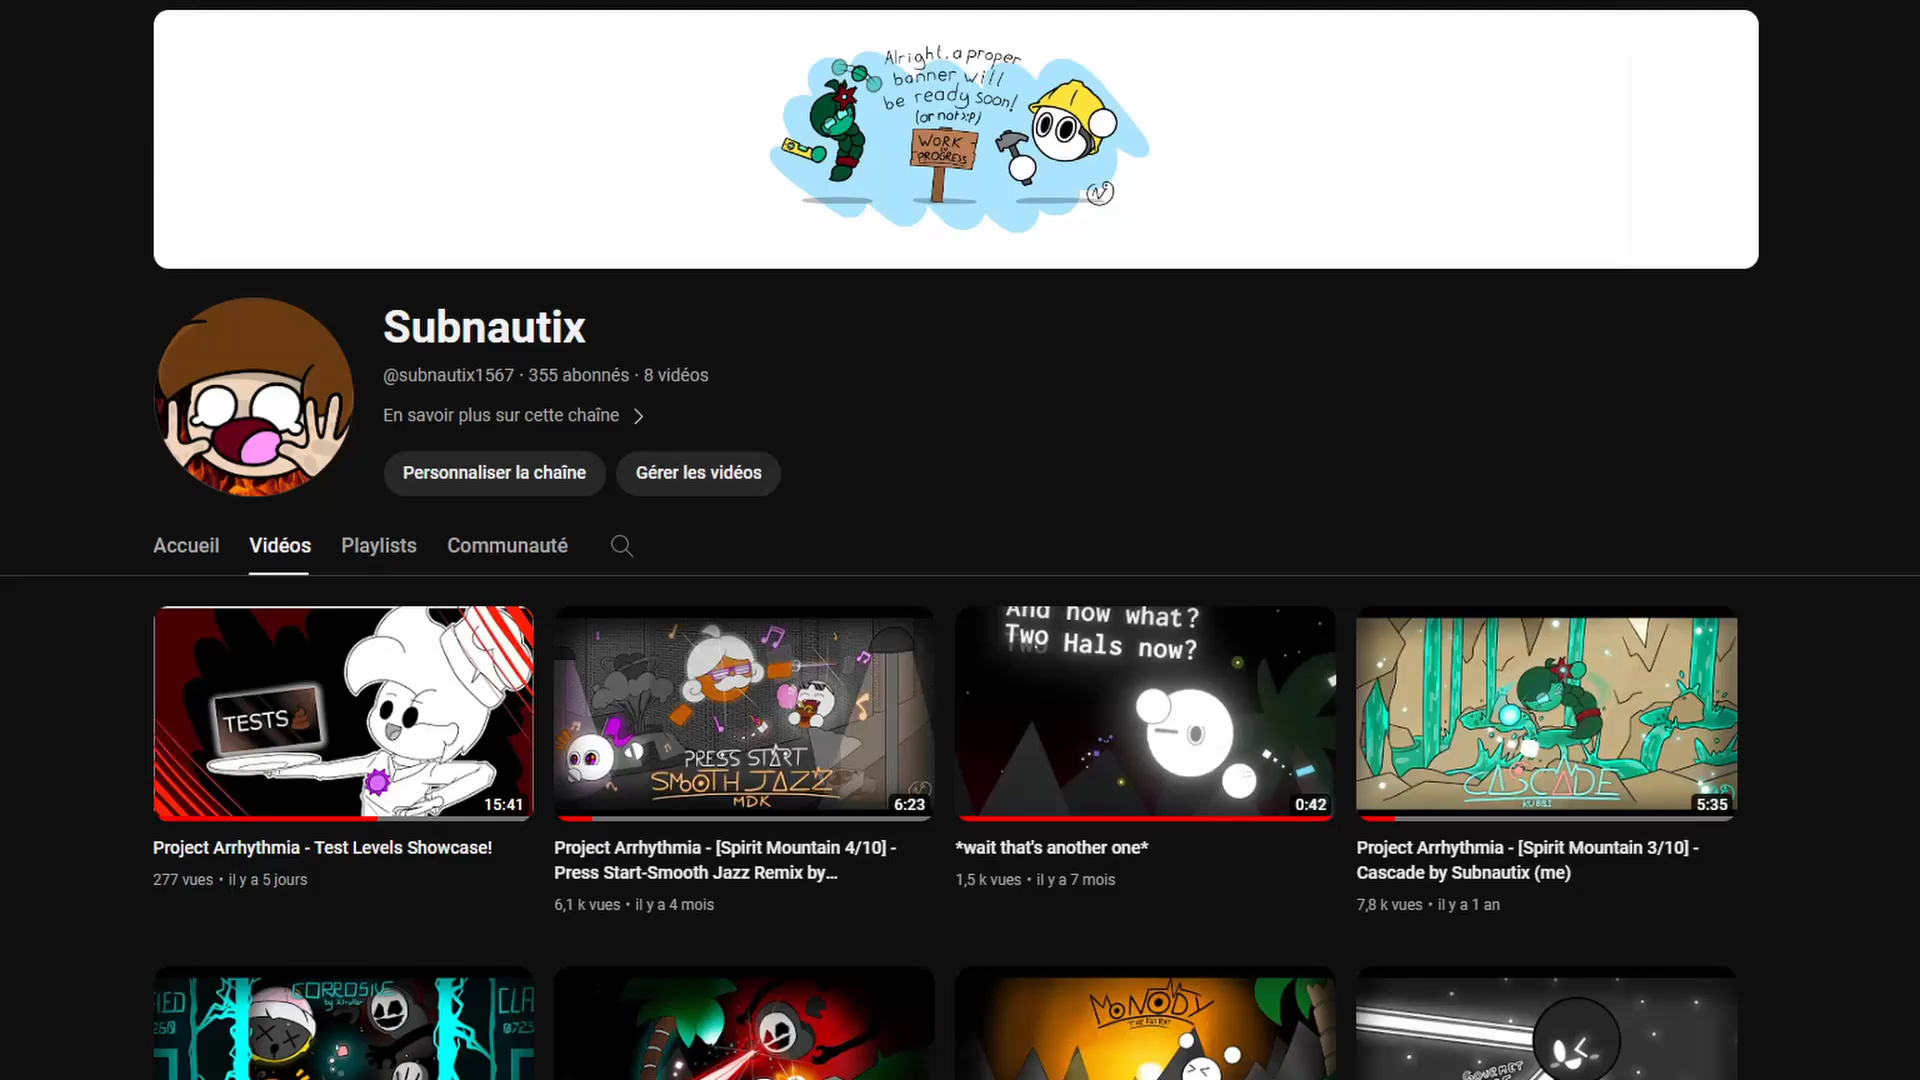 Alright, a proper
banner will
be ready soon!
(or not xp)
WORK
IN
PROGRESS
Subnautix
@subnautix1567 · 355 abonnés · 8 vidéos
En savoir plus sur cette chaîne
Personnaliser la chaîne
Gérer les vidéos
Accueil
Vidéos
Playlists
Communauté
TESTS
15:41
PRESS START
SMOOTH JAZZ
MDK
6:23
And now what?
Two Hals now?
0:42
CASCADE
KUBBI
5:35
Project Arrhythmia - Test Levels Showcase!
277 vues • il y a 5 jours
Project Arrhythmia - [Spirit Mountain 4/10] -
Press Start-Smooth Jazz Remix by...
6,1 k vues • il y a 4 mois
*wait that's another one*
1,5 k vues • il y a 7 mois
Project Arrhythmia - [Spirit Mountain 3/10] -
Cascade by Subnautix (me)
7,8 k vues • il y a 1 an
CORROSIVE
MONODY
THEFATRAT
GOURMET